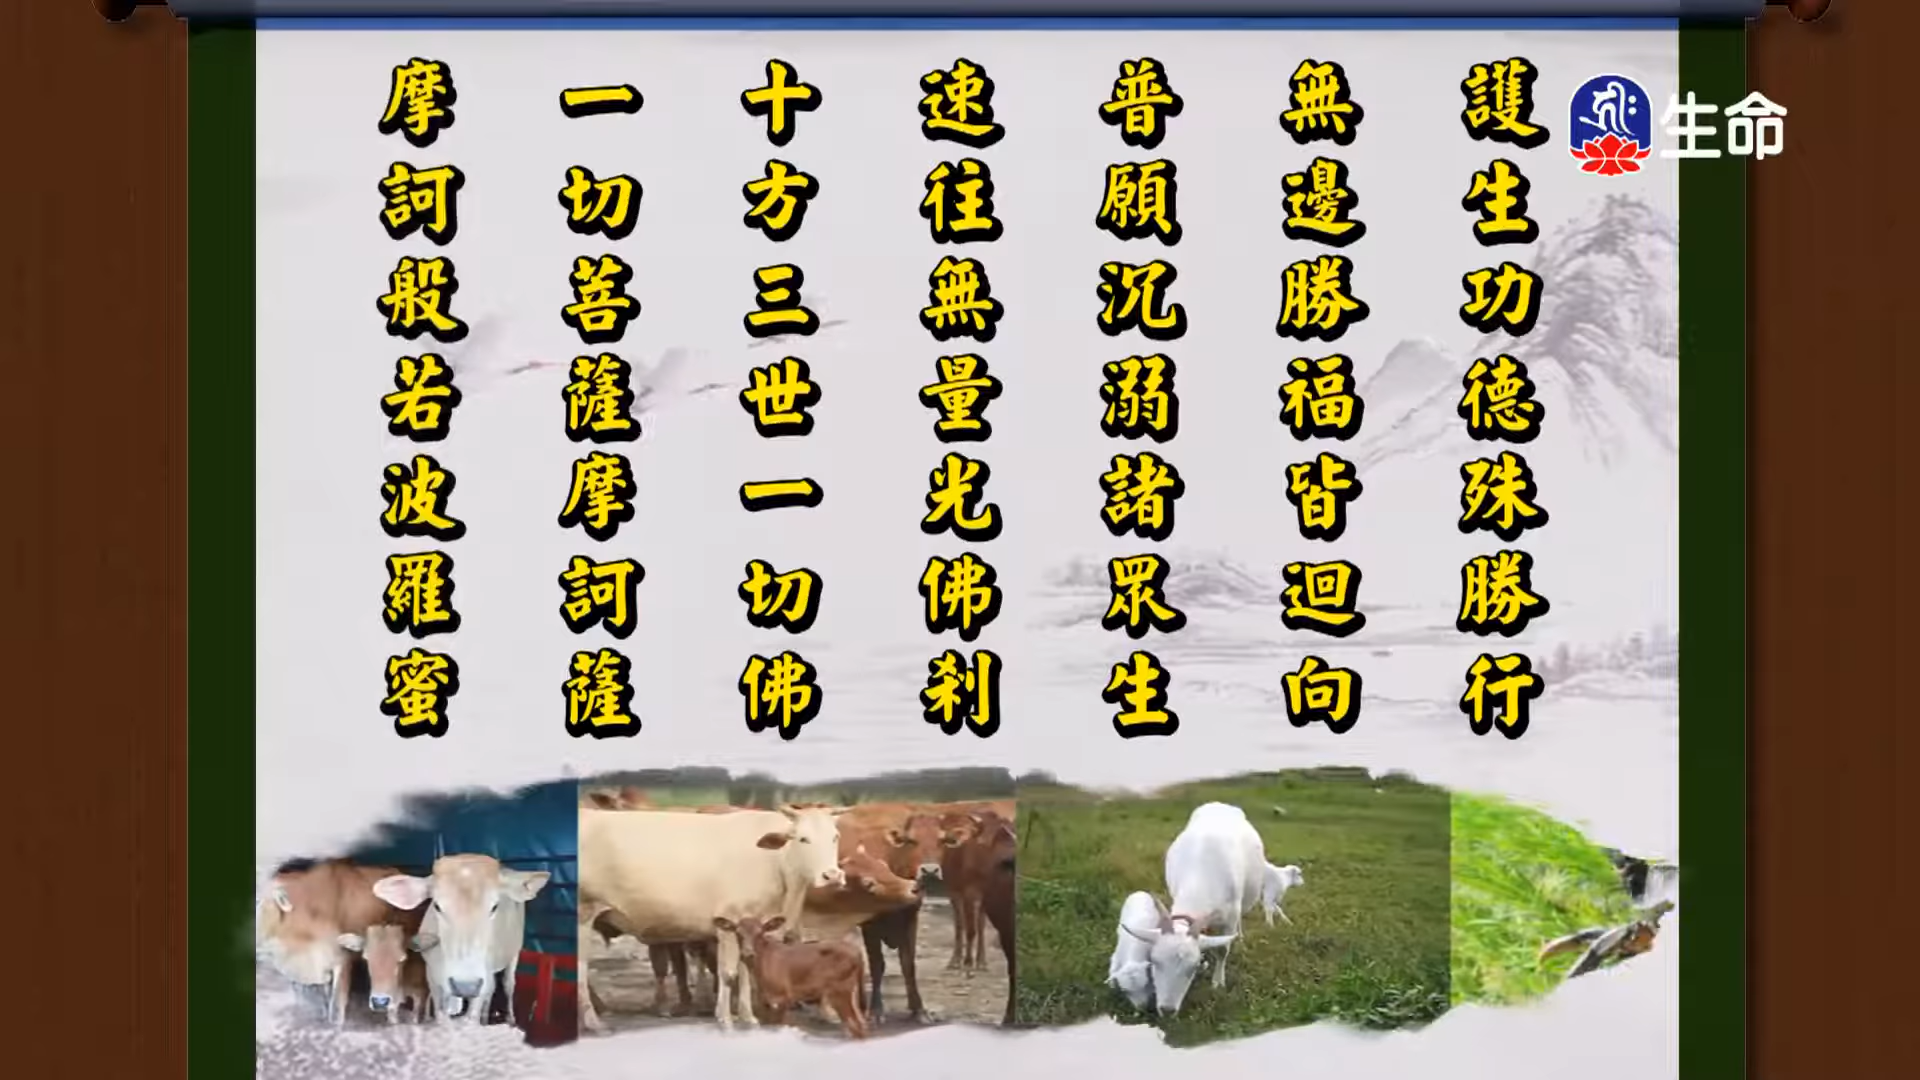 護生功德殊勝行
無邊勝福皆迴向
普願沉溺諸眾生
速往無量光佛剎
十方三世一切佛
一切菩薩摩訶薩
摩訶般若波羅蜜
生命